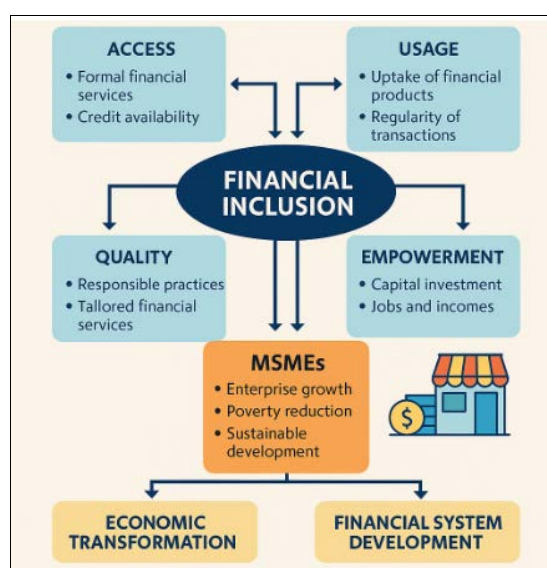 ACCESS
• Formal financial
services
• Credit availability
USAGE
• Uptake of financial
products
• Regularity of
transactions
FINANCIAL
INCLUSION
QUALITY
• Responsible practices
• Tailored financial
services
EMPOWERMENT
• Capital investment
• Jobs and incomes
MSMEs
• Enterprise growth
• Poverty reduction
• Sustainable
development
$
ECONOMIC
TRANSFORMATION
FINANCIAL SYSTEM
DEVELOPMENT